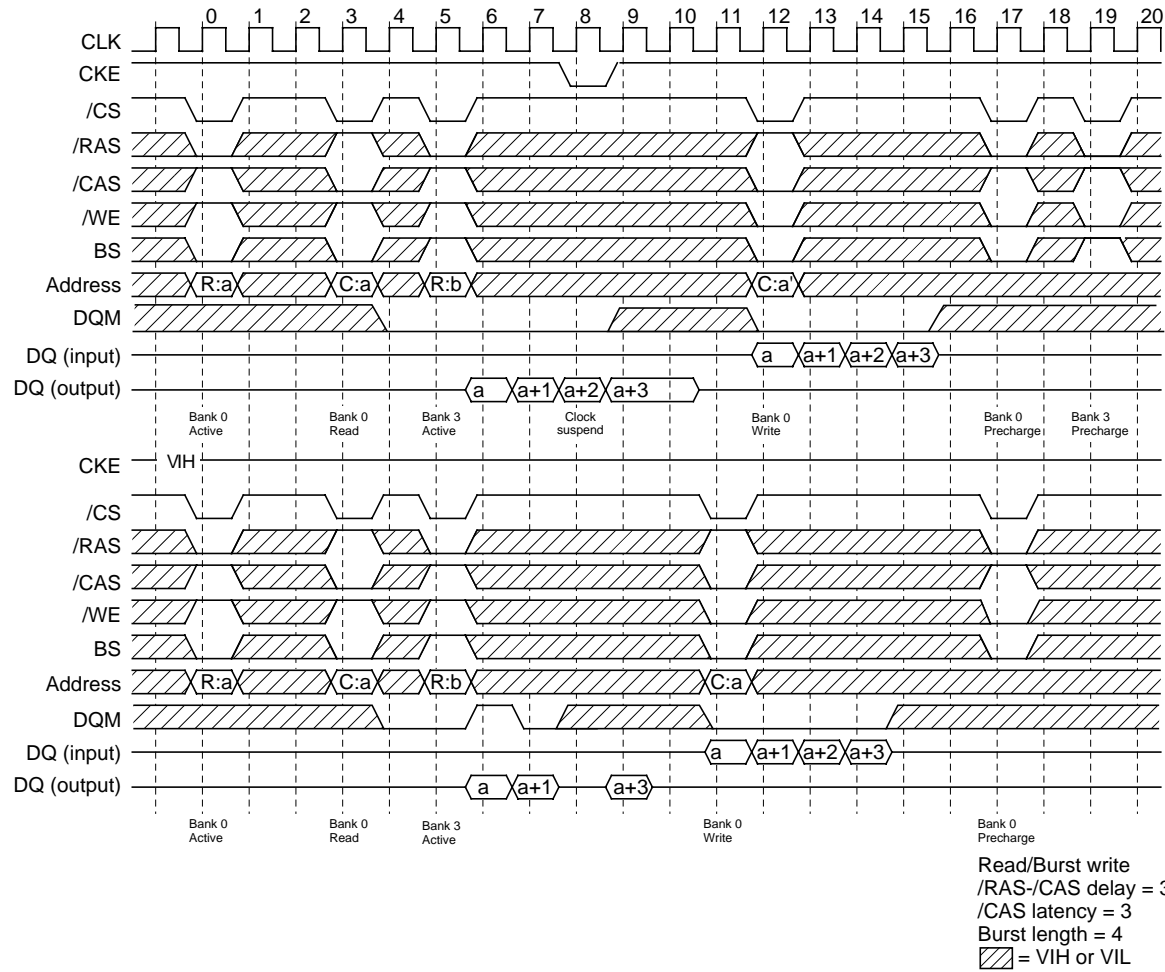 0 1 2 3 4 5 6 7 8 9 10 11 12 13 14 15 16 17 18 19 20
CLK
CKE
/CS
/RAS
/CAS
/WE
BS
Address R:a C:a R:b C:a'
DQM
DQ (input) a a+1 a+2 a+3
DQ (output) a a+1 a+2 a+3
Bank 0 Active
Bank 0 Read
Bank 3 Active
Clock suspend
Bank 0 Write
Bank 0 Precharge
Bank 3 Precharge
CKE VIH
/CS
/RAS
/CAS
/WE
BS
Address R:a C:a R:b C:a
DQM
DQ (input) a a+1 a+2 a+3
DQ (output) a a+1 a+3
Bank 0 Active
Bank 0 Read
Bank 3 Active
Bank 0 Write
Bank 0 Precharge
Read/Burst write
/RAS-/CAS delay = 3
/CAS latency = 3
Burst length = 4
= VIH or VIL